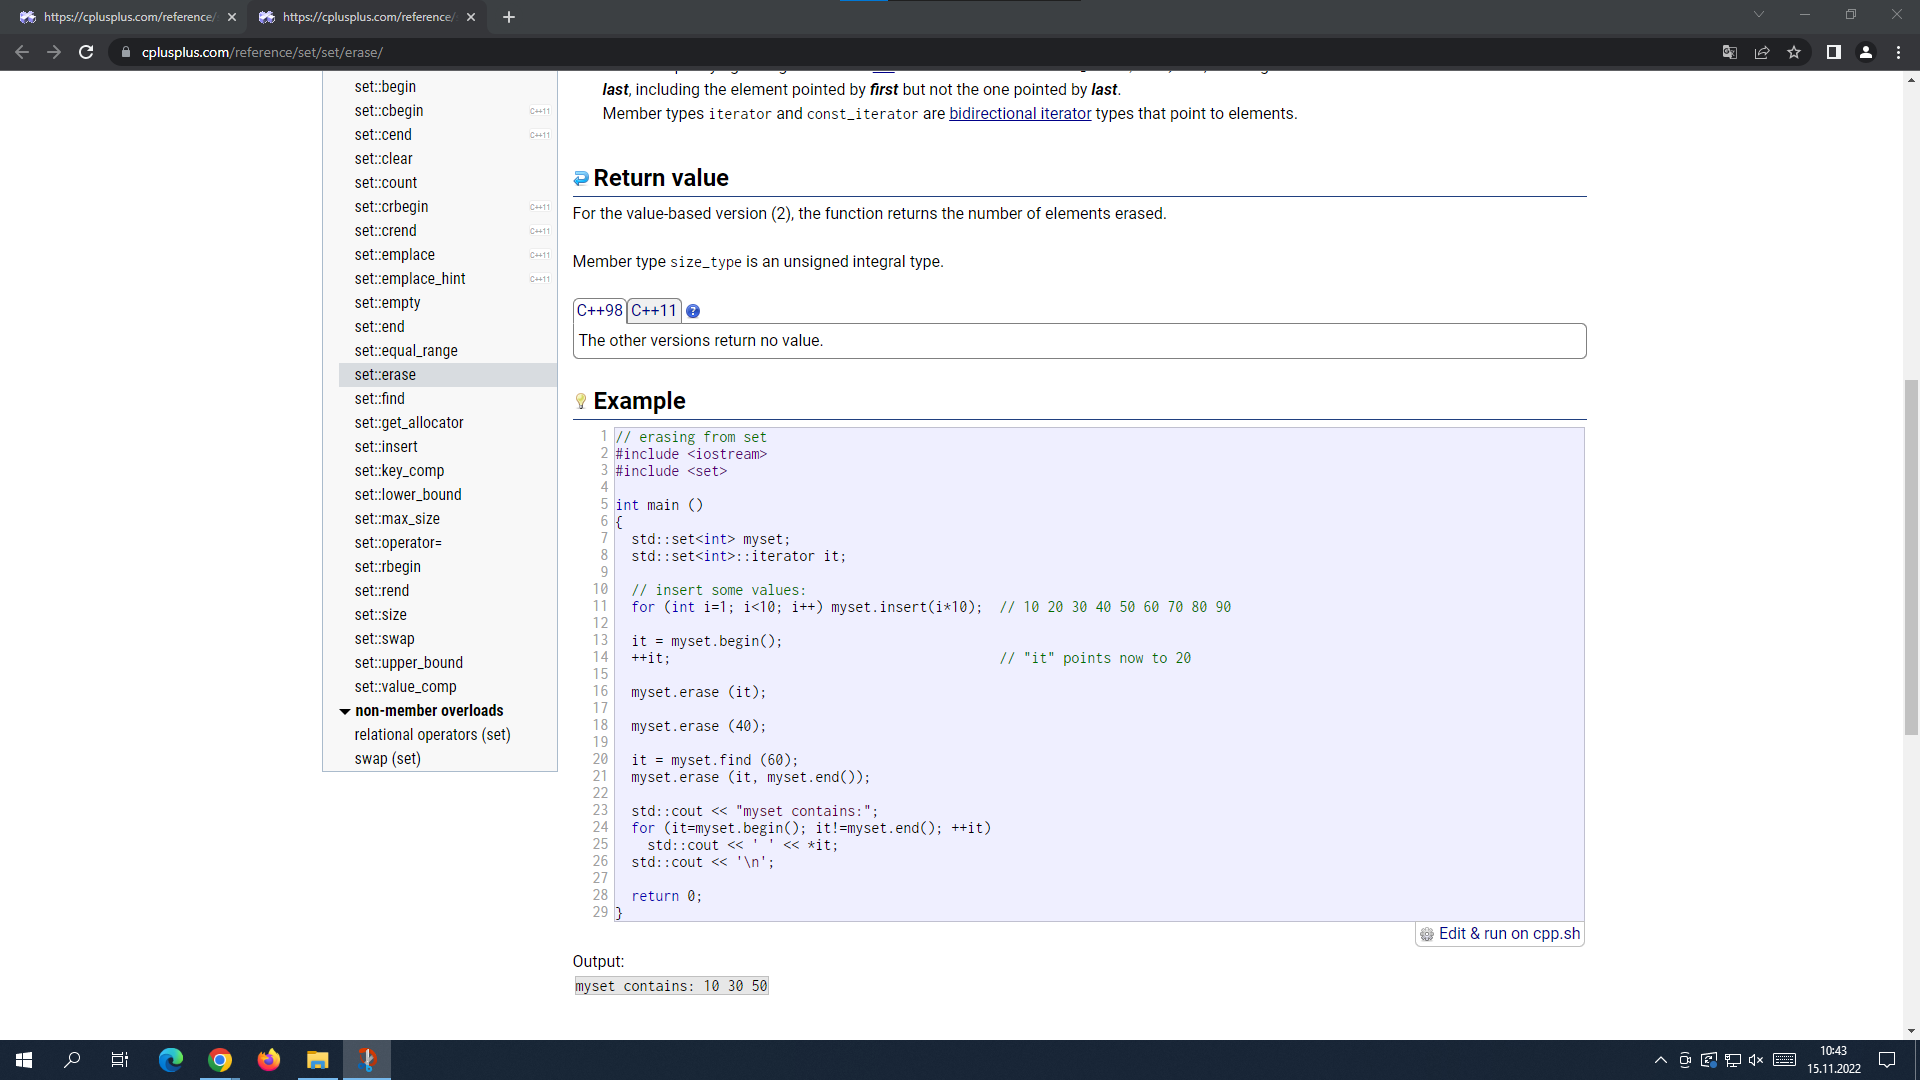 https://cplusplus.com/reference/
https://cplusplus.com/reference/
cplusplus.com/reference/set/set/erase/
set::begin
set::cbegin C++11
set::cend C++11
set::clear
set::count
set::crbegin C++11
set::crend C++11
set::emplace C++11
set::emplace_hint C++11
set::empty
set::end
set::equal_range
set::erase
set::find
set::get_allocator
set::insert
set::key_comp
set::lower_bound
set::max_size
set::operator=
set::rbegin
set::rend
set::size
set::swap
set::upper_bound
set::value_comp
non-member overloads
relational operators (set)
swap (set)
last, including the element pointed by first but not the one pointed by last.
Member types iterator and const_iterator are bidirectional iterator types that point to elements.
Return value
For the value-based version (2), the function returns the number of elements erased.
Member type size_type is an unsigned integral type.
C++98 C++11 ?
The other versions return no value.
Example
1 // erasing from set
2 #include <iostream>
3 #include <set>
4
5 int main ()
6 {
7 std::set<int> myset;
8 std::set<int>::iterator it;
9
10 // insert some values:
11 for (int i=1; i<10; i++) myset.insert(i*10); // 10 20 30 40 50 60 70 80 90
12
13 it = myset.begin();
14 ++it; // "it" points now to 20
15
16 myset.erase (it);
17
18 myset.erase (40);
19
20 it = myset.find (60);
21 myset.erase (it, myset.end());
22
23 std::cout << "myset contains:";
24 for (it=myset.begin(); it!=myset.end(); ++it)
25 std::cout << ' ' << *it;
26 std::cout << '\n';
27
28 return 0;
29 }
Edit & run on cpp.sh
Output:
myset contains: 10 30 50
10:43
15.11.2022